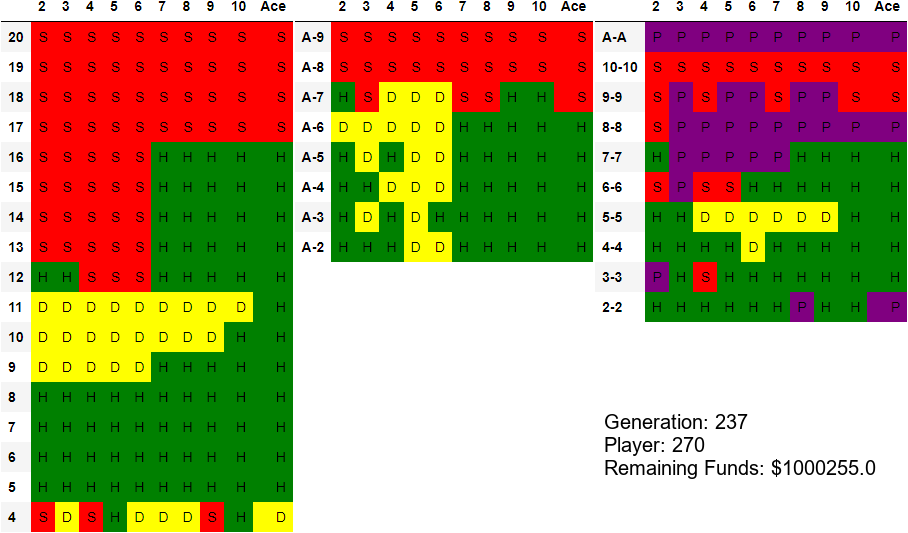 2 3 4 5 6 7 8 9 10 Ace
20 S S S S S S S S S S
19 S S S S S S S S S S
18 S S S S S S S S S S
17 S S S S S S S S S S
16 S S S S S H H H H H
15 S S S S S H H H H H
14 S S S S S H H H H H
13 S S S S S H H H H H
12 H H S S S H H H H H
11 D D D D D D D D D H
10 D D D D D D D D H H
9 D D D D D H H H H H
8 H H H H H H H H H H
7 H H H H H H H H H H
6 H H H H H H H H H H
5 H H H H H H H H H H
4 S D S H D D D S H D
2 3 4 5 6 7 8 9 10 Ace
A-9 S S S S S S S S S S
A-8 S S S S S S S S S S
A-7 H S D D D S S H H S
A-6 D D D D D H H H H H
A-5 H D H D D H H H H H
A-4 H H D D D H H H H H
A-3 H D H D H H H H H H
A-2 H H H D D H H H H H
2 3 4 5 6 7 8 9 10 Ace
A-A P P P P P P P P P P
10-10 S S S S S S S S S S
9-9 S P S P P S P P S S
8-8 S P P P P P P P P P
7-7 H P P P P P H H H H
6-6 S P S S H H H H H H
5-5 H H D D D D D D H H
4-4 H H H H D H H H H H
3-3 P H S H H H H H H H
2-2 H H H H H H P H H P
Generation: 237
Player: 270
Remaining Funds: $1000255.0